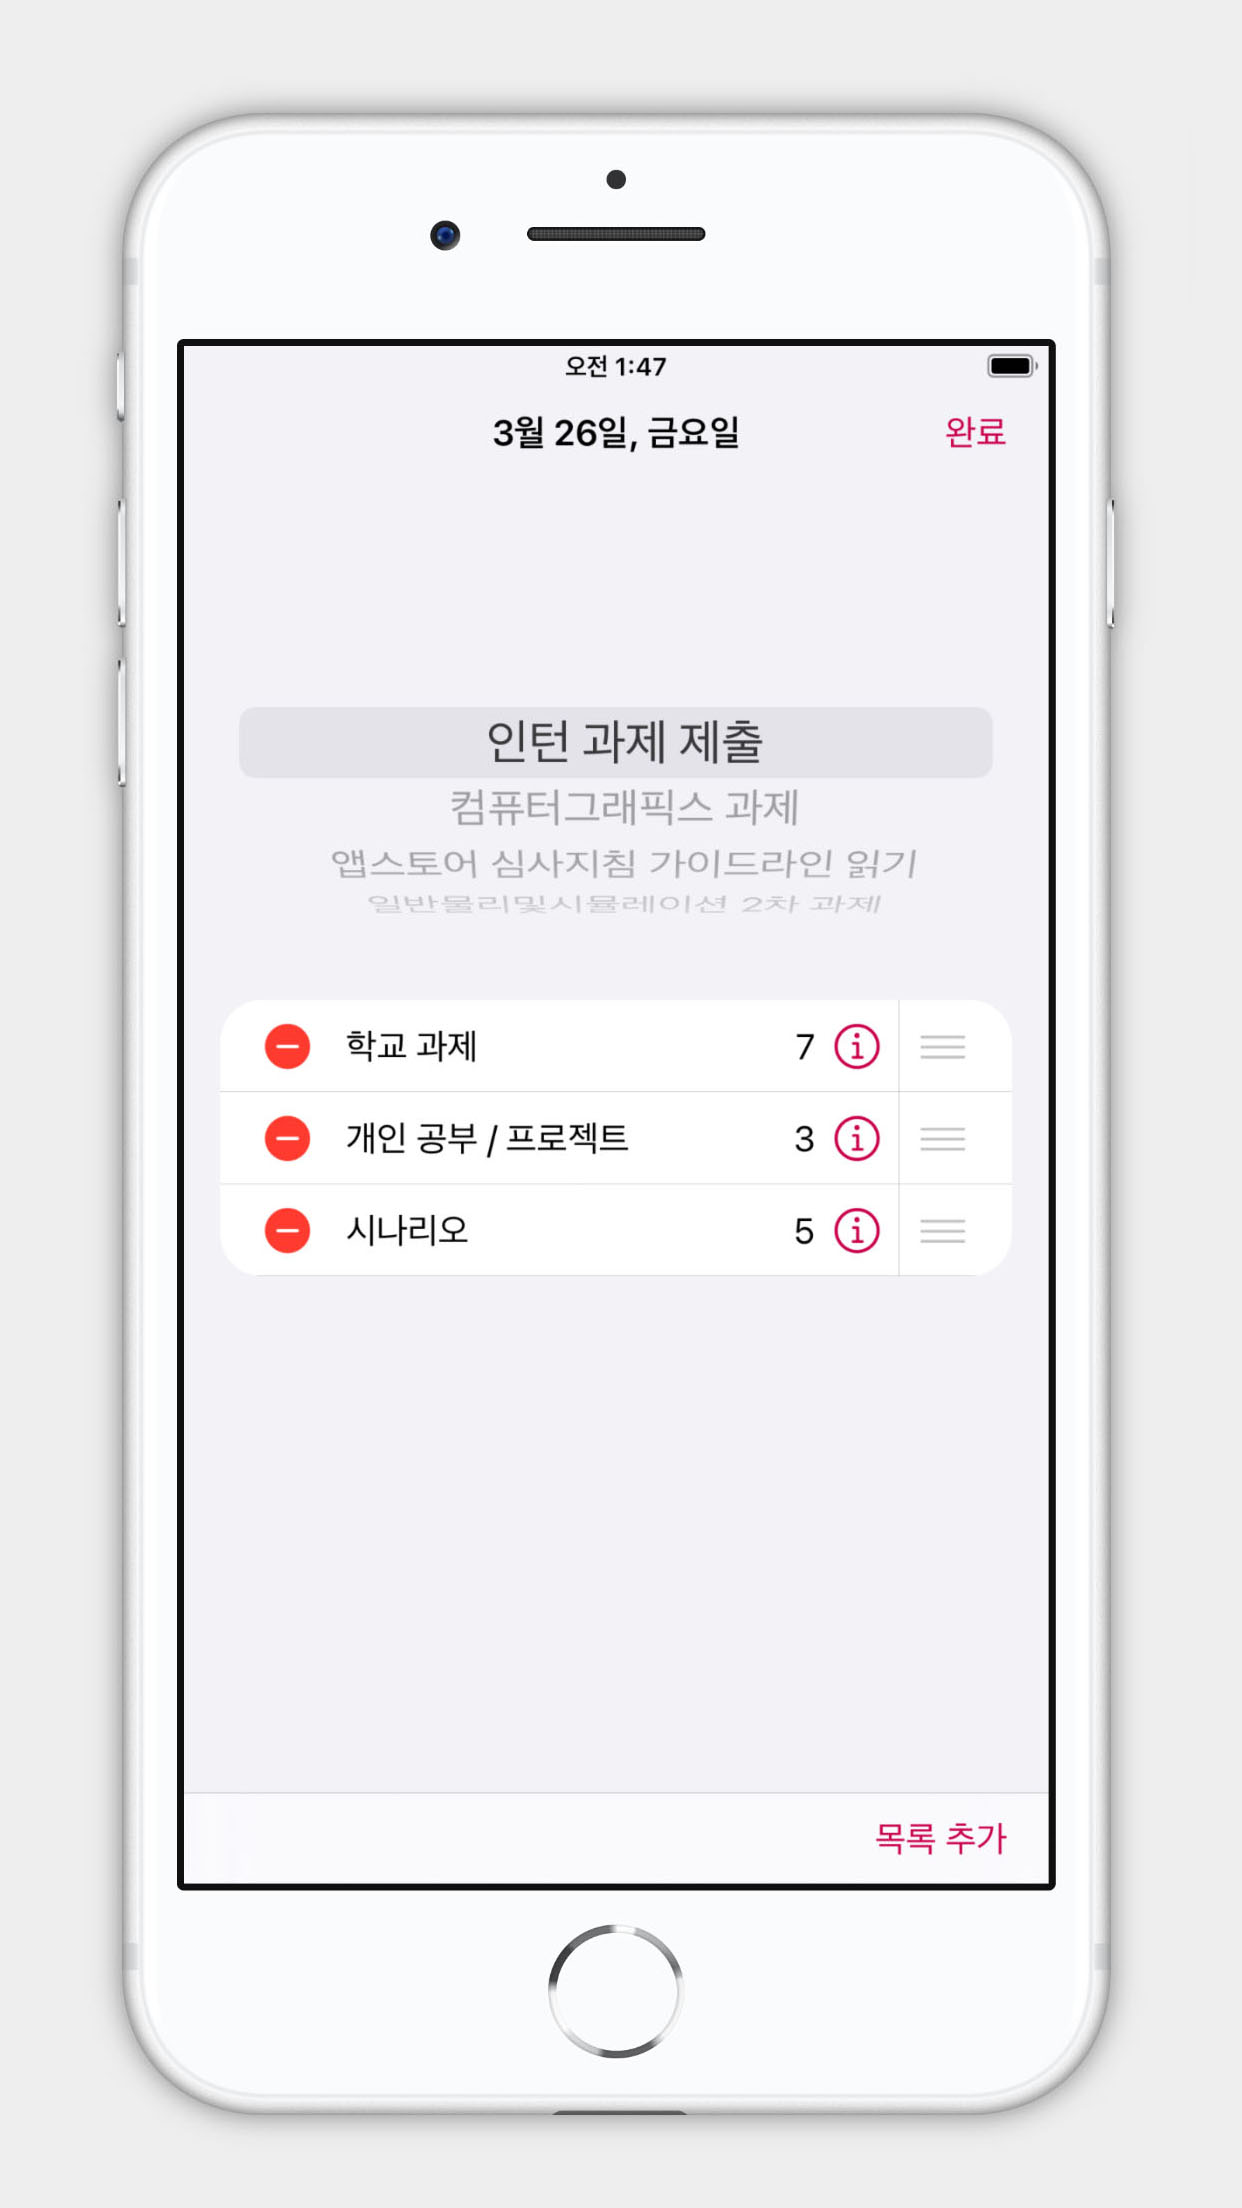 오전 1:47
3월 26일, 금요일
완료
인턴 과제 제출
컴퓨터그래픽스 과제
앱스토어 심사지침 가이드라인 읽기
일반물리및시뮬레이션 2차 과제
학교 과제 7
개인 공부 / 프로젝트 3
시나리오 5
목록 추가